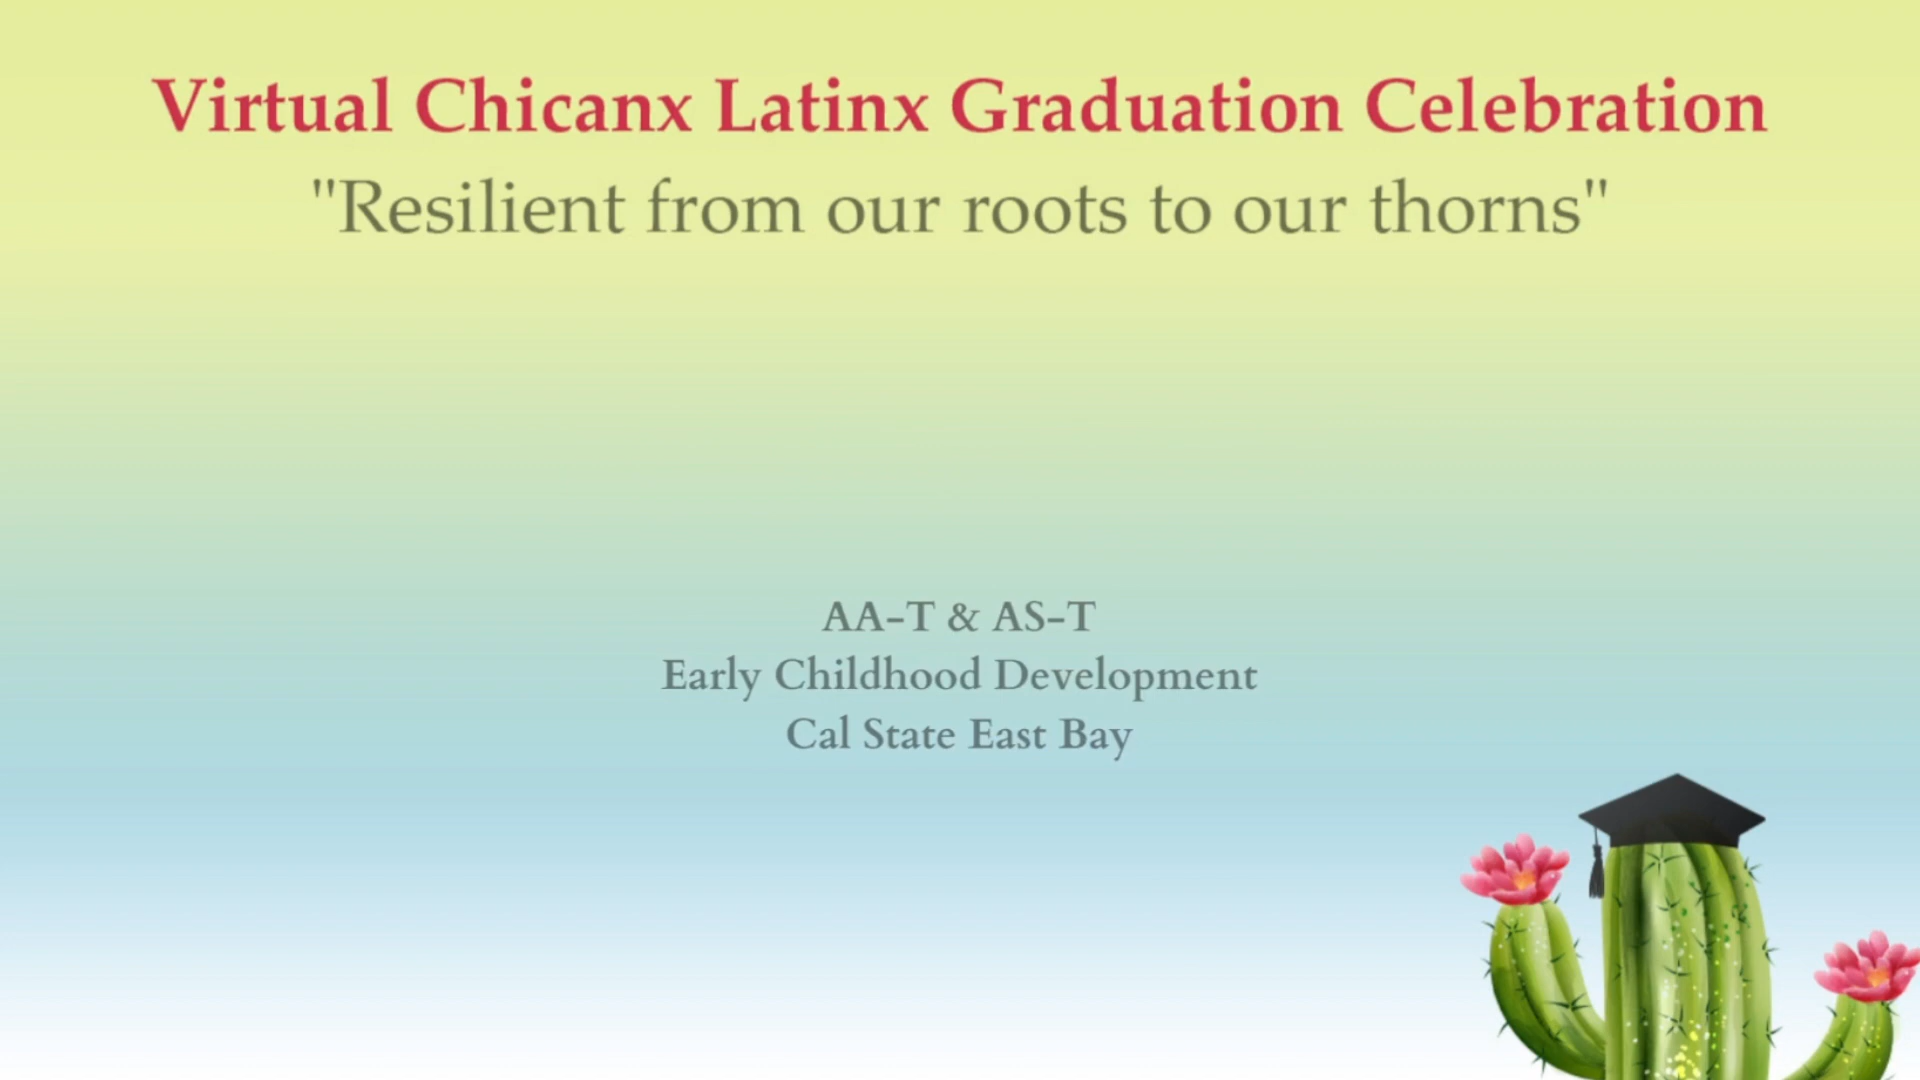 Virtual Chicanx Latinx Graduation Celebration
"Resilient from our roots to our thorns"
AA-T & AS-T
Early Childhood Development
Cal State East Bay